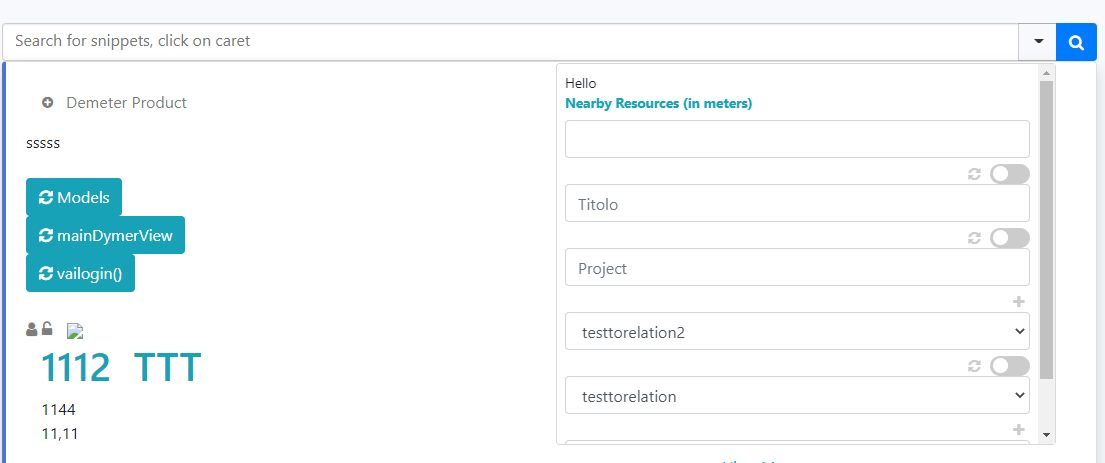 Search for snippets, click on caret
Demeter Product
sssss
Models
mainDymerView
vailogin()
1112 TTT
1144
11,11
Hello
Nearby Resources (in meters)
Titolo
Project
testtorelation2
testtorelation